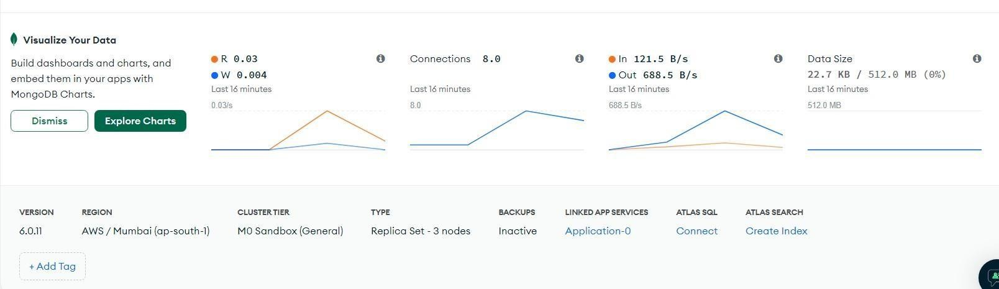 Visualize Your Data
Build dashboards and charts, and
embed them in your apps with
MongoDB Charts.
Dismiss
Explore Charts
R 0.03
W 0.004
Last 16 minutes
0.03/s
Connections 8.0
Last 16 minutes
8.0
In 121.5 B/s
Out 688.5 B/s
Last 16 minutes
688.5 B/s
Data Size
22.7 KB / 512.0 MB (0%)
Last 16 minutes
512.0 MB
VERSION REGION CLUSTER TIER TYPE BACKUPS LINKED APP SERVICES ATLAS SQL ATLAS SEARCH
6.0.11 AWS / Mumbai (ap-south-1) M0 Sandbox (General) Replica Set - 3 nodes Inactive Application-0 Connect Create Index
+ Add Tag